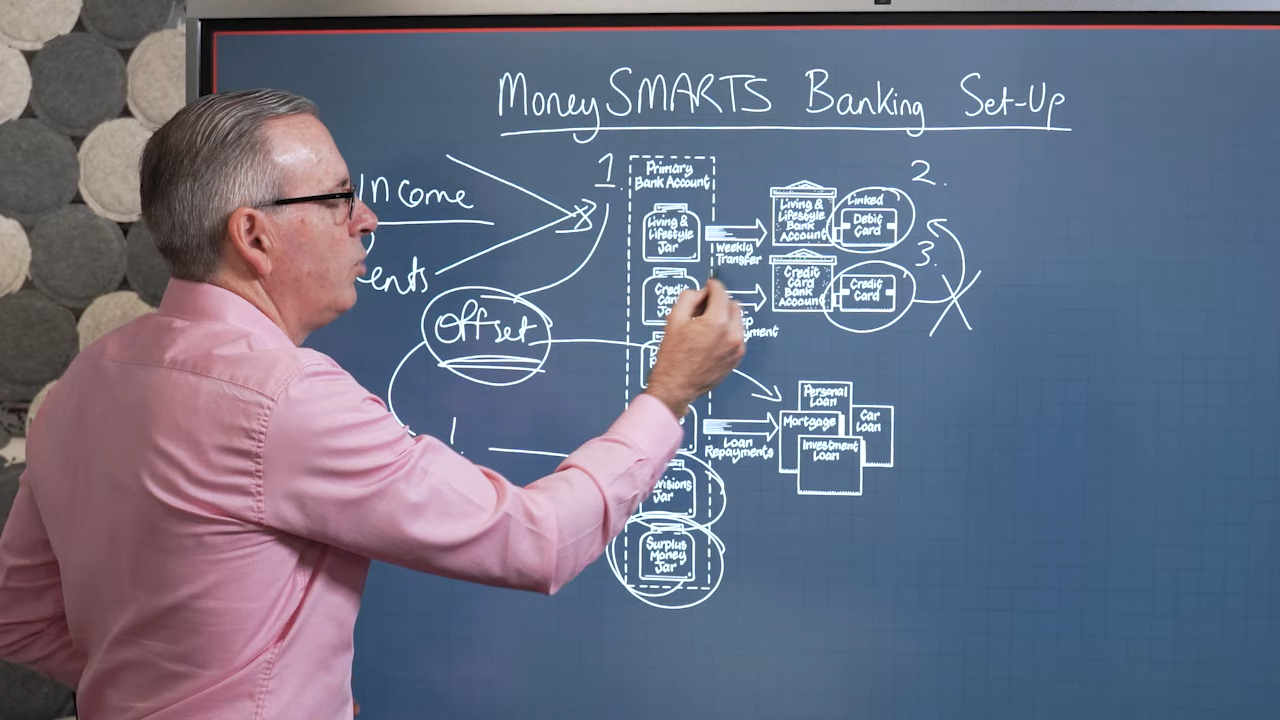 MoneySMARTS Banking Set-Up
Income
ents
Offset
1
Primary
Bank Account
Living &
Lifestyle
Jar
Weekly
Transfer
Living &
Lifestyle
Bank
Account
Linked
Debit
Card
2.
Credit
Card
Bank
Account
Credit
Card
3.
Loan
Repayments
Personal
Loan
Mortgage
Car
Loan
Investment
Loan
Jar
Surplus
Money
Jar